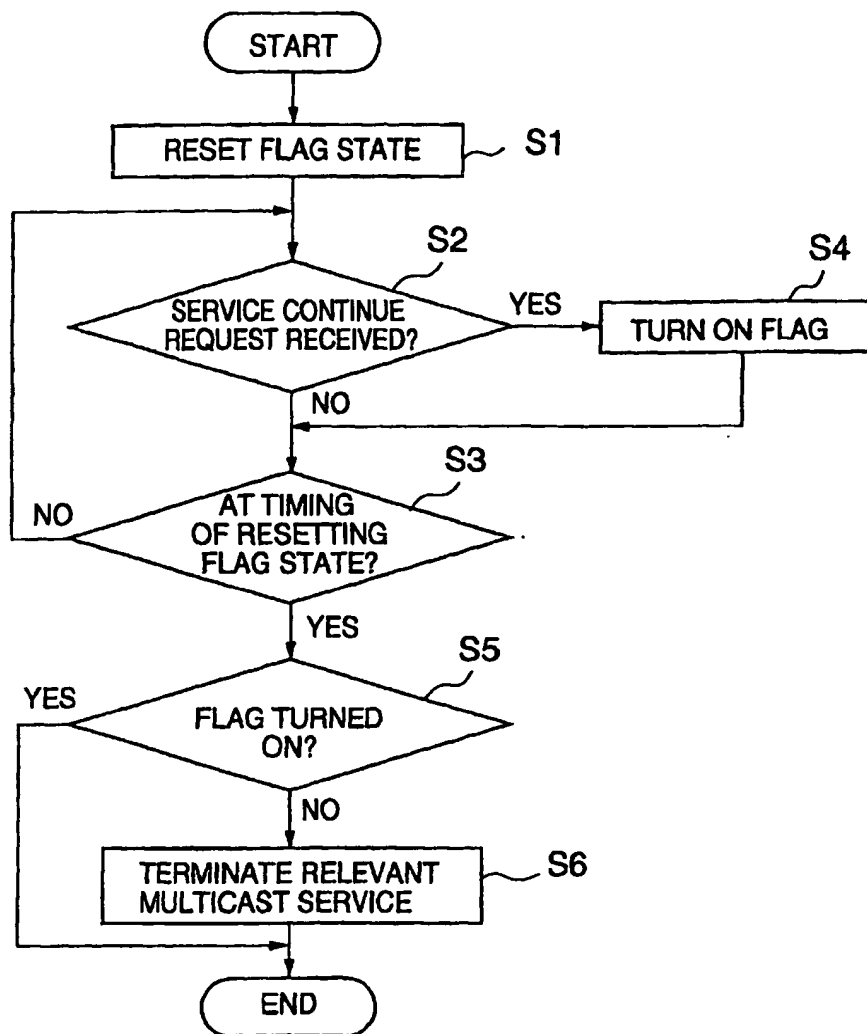 START
RESET FLAG STATE
S1
S2
SERVICE CONTINUE
REQUEST RECEIVED?
YES
S4
TURN ON FLAG
NO
S3
AT TIMING
OF RESETTING
FLAG STATE?
NO
YES
S5
FLAG TURNED
ON?
YES
NO
S6
TERMINATE RELEVANT
MULTICAST SERVICE
END